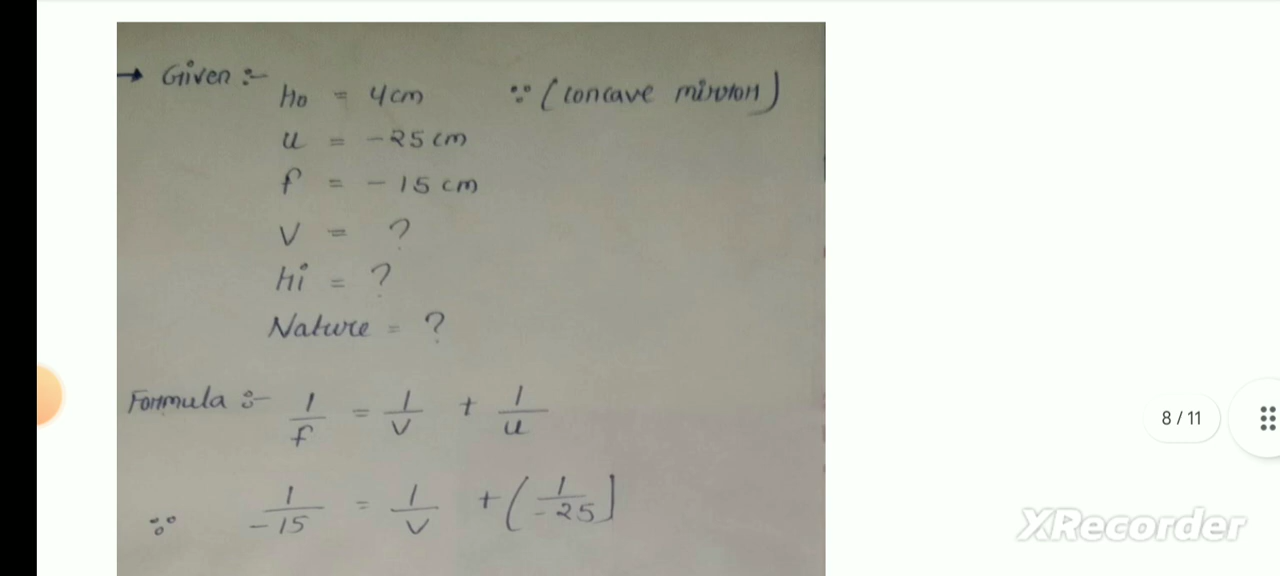 → Given :-
Ho = 4cm ∵ (concave mirror)
u = -25 cm
f = - 15 cm
V = ?
Hi = ?
Nature = ?
Formula :- 1/f = 1/v + 1/u
∵ 1/-15 = 1/v + (1/-25)
8 / 11
XRecorder